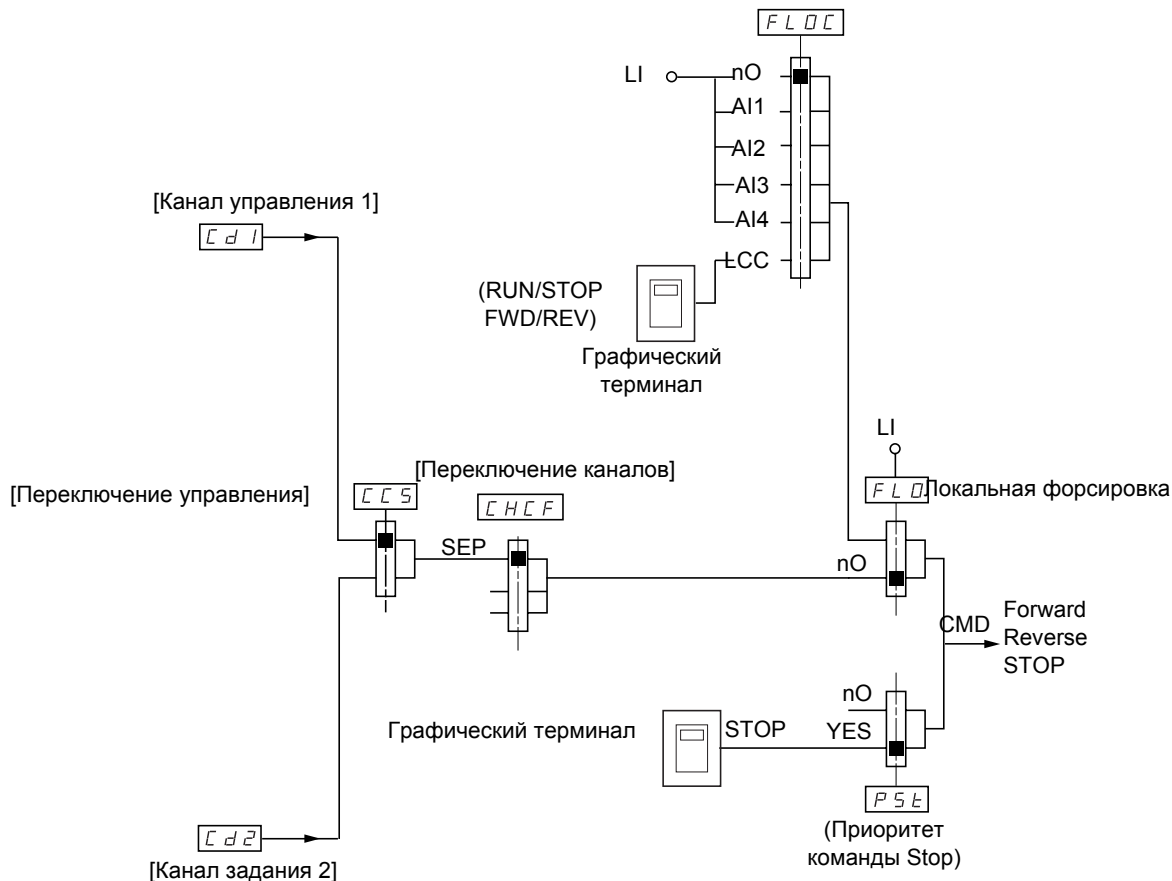 FLOC
LI
nO
AI1
AI2
AI3
AI4
LCC
[Канал управления 1]
Cd1
(RUN/STOP
FWD/REV)
Графический
терминал
LI
[Переключение каналов]
[Переключение управления]
CCS
CHCF
FLO
Локальная форсировка
SEP
nO
CMD
Forward
Reverse
STOP
nO
Графический терминал
STOP
YES
PSt
(Приоритет
команды Stop)
Cd2
[Канал задания 2]